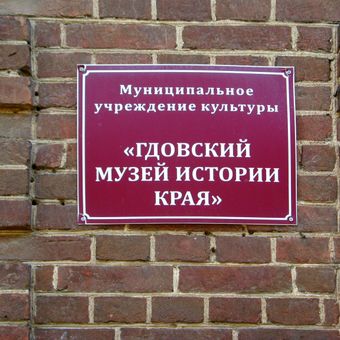 Муниципальное
учреждение культуры
«ГДОВСКИЙ
МУЗЕЙ ИСТОРИИ
КРАЯ»